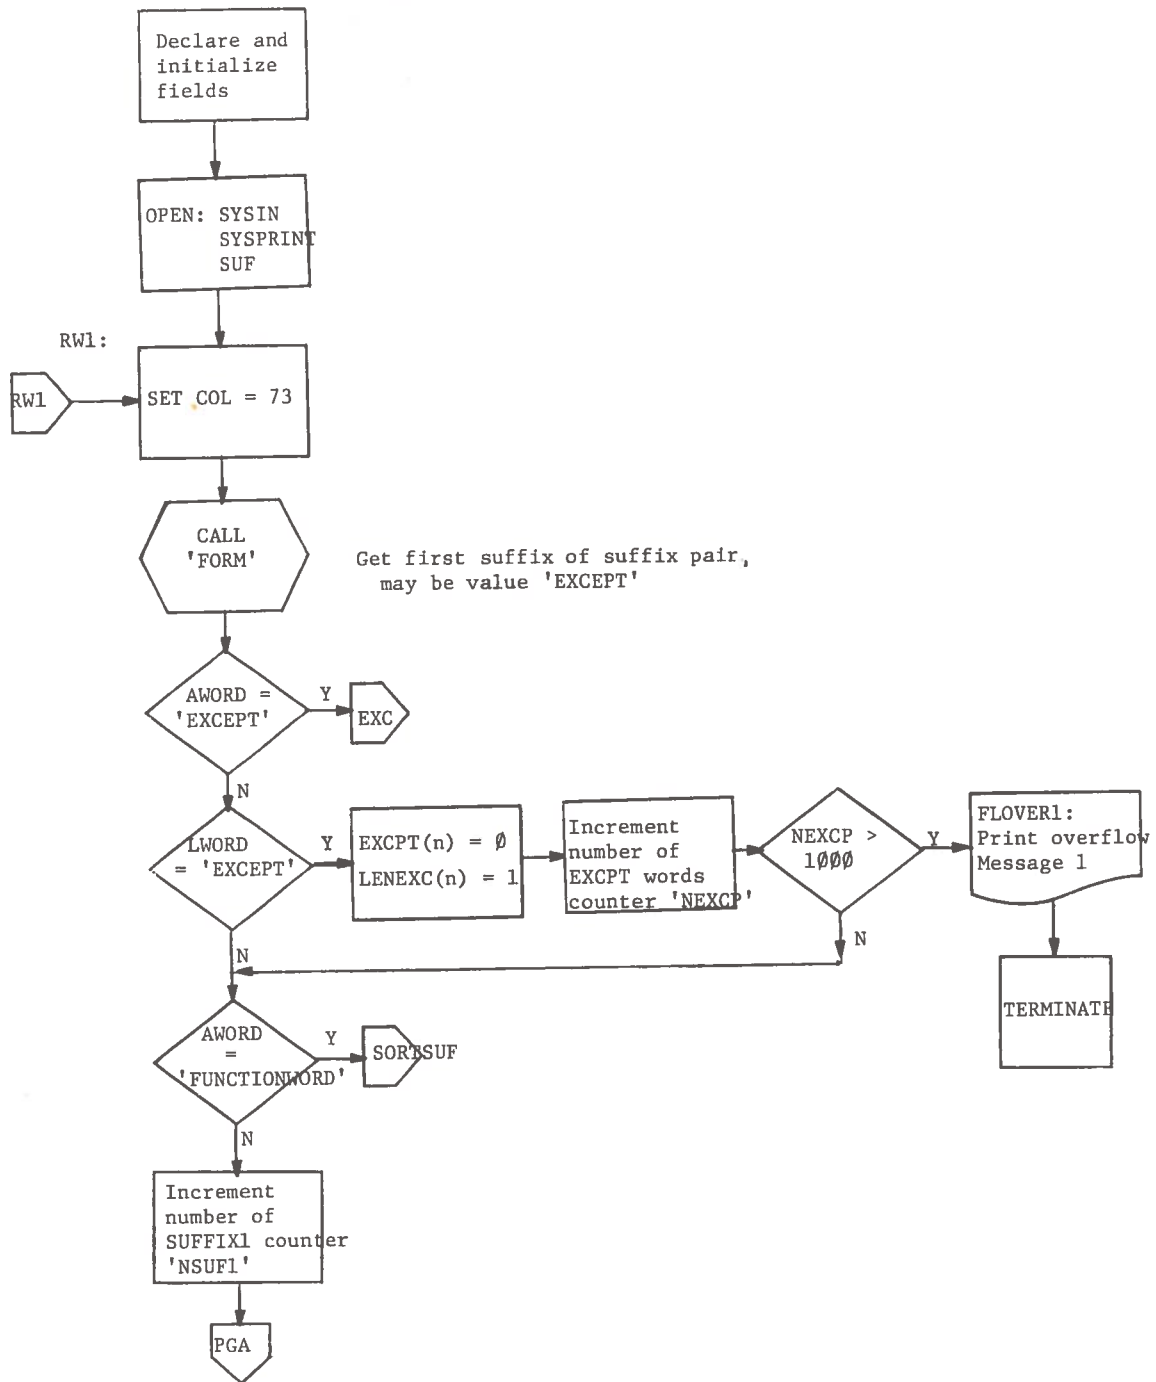 Declare and
initialize
fields
OPEN: SYSIN
SYSPRINT
SUF
RW1:
RW1
SET COL = 73
CALL
'FORM'
Get first suffix of suffix pair,
may be value 'EXCEPT'
AWORD =
'EXCEPT'
Y
EXC
N
LWORD
= 'EXCEPT'
Y
EXCPT(n) = Ø
LENEXC(n) = 1
Increment
number of
EXCPT words
counter 'NEXCP'
NEXCP >
1ØØØ
Y
FLOVER1:
Print overflow
Message 1
N
N
TERMINATE
AWORD
=
'FUNCTIONWORD'
Y
SORTSUF
N
Increment
number of
SUFFIX1 counter
'NSUF1'
PGA